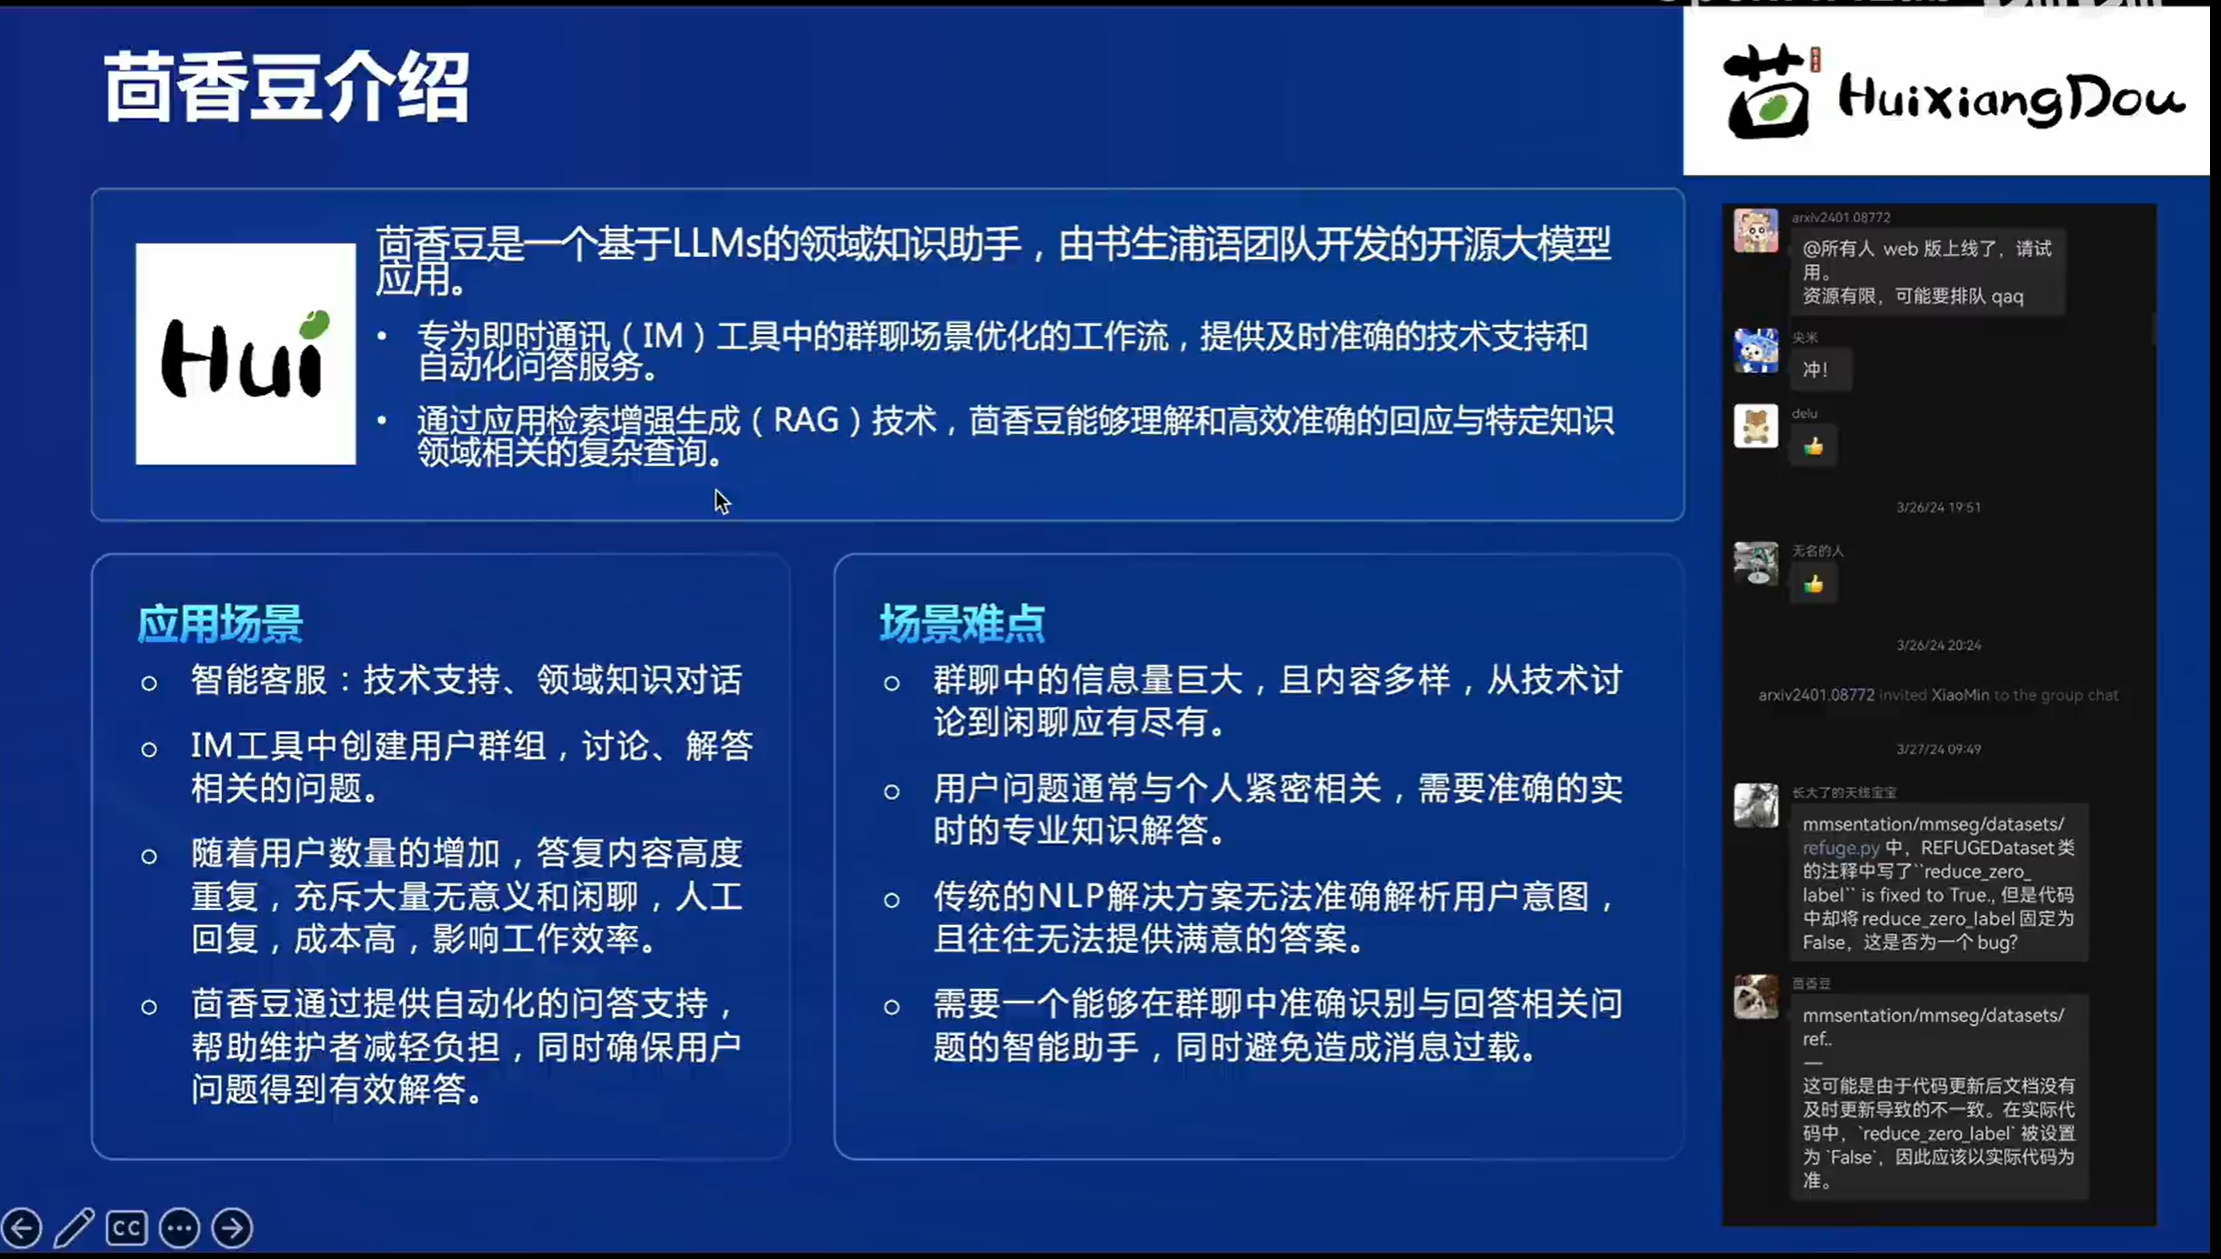 茴香豆介绍
HuiXiangDou
Hui
茴香豆是一个基于LLMs的领域知识助手，由书生浦语团队开发的开源大模型
应用。
• 专为即时通讯（IM）工具中的群聊场景优化的工作流，提供及时准确的技术支持和
自动化问答服务。
• 通过应用检索增强生成（RAG）技术，茴香豆能够理解和高效准确的回应与特定知识
领域相关的复杂查询。
应用场景
智能客服：技术支持、领域知识对话
IM工具中创建用户群组，讨论、解答
相关的问题。
随着用户数量的增加，答复内容高度
重复，充斥大量无意义和闲聊，人工
回复，成本高，影响工作效率。
茴香豆通过提供自动化的问答支持，
帮助维护者减轻负担，同时确保用户
问题得到有效解答。
场景难点
群聊中的信息量巨大，且内容多样，从技术讨
论到闲聊应有尽有。
用户问题通常与个人紧密相关，需要准确的实
时的专业知识解答。
传统的NLP解决方案无法准确解析用户意图，
且往往无法提供满意的答案。
需要一个能够在群聊中准确识别与回答相关问
题的智能助手，同时避免造成消息过载。
arxiv2401.08772
@所有人 web 版上线了，请试
用。
资源有限，可能要排队 qaq
尖米
冲！
delu
3/26/24 19:51
无名的人
3/26/24 20:24
arxiv2401.08772 invited XiaoMin to the group chat
3/27/24 09:49
长大了的天线宝宝
mmsentation/mmseg/datasets/
refuge.py 中，REFUGEDataset 类
的注释中写了``reduce_zero_
label`` is fixed to True., 但是代码
中却将 reduce_zero_label 固定为
False，这是否为一个 bug?
茴香豆
mmsentation/mmseg/datasets/
ref..
—
这可能是由于代码更新后文档没有
及时更新导致的不一致。在实际代
码中，`reduce_zero_label` 被设置
为 `False`，因此应该以实际代码为
准。
CC